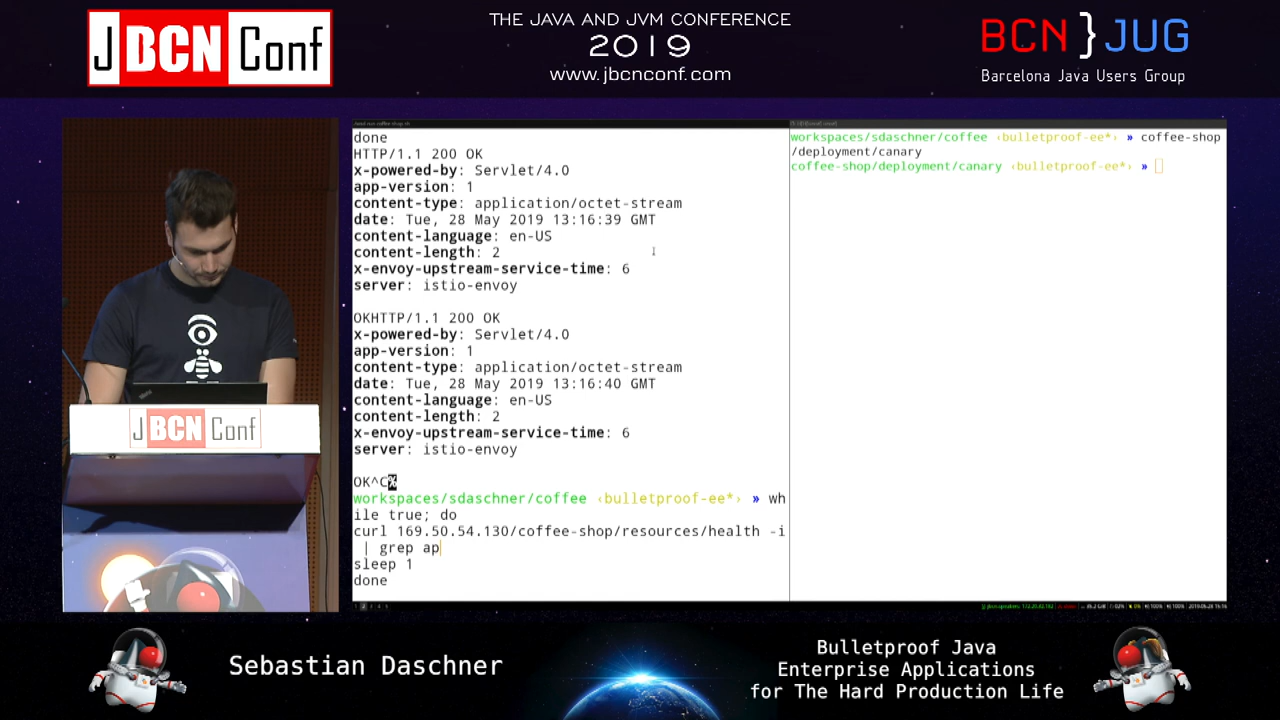 J BCN Conf
THE JAVA AND JVM CONFERENCE
2019
www.jbcnconf.com
BCN}JUG
Barcelona Java Users Group
done
HTTP/1.1 200 OK
x-powered-by: Servlet/4.0
app-version: 1
content-type: application/octet-stream
date: Tue, 28 May 2019 13:16:39 GMT
content-language: en-US
content-length: 2
x-envoy-upstream-service-time: 6
server: istio-envoy
OKHTTP/1.1 200 OK
x-powered-by: Servlet/4.0
app-version: 1
content-type: application/octet-stream
date: Tue, 28 May 2019 13:16:40 GMT
content-language: en-US
content-length: 2
x-envoy-upstream-service-time: 6
server: istio-envoy
OK^C%
workspaces/sdaschner/coffee ‹bulletproof-ee*› » wh
ile true; do
curl 169.50.54.130/coffee-shop/resources/health -i
| grep ap
sleep 1
done
workspaces/sdaschner/coffee ‹bulletproof-ee*› » coffee-shop
/deployment/canary
coffee-shop/deployment/canary ‹bulletproof-ee*› »
J BCN Conf
Sebastian Daschner
Bulletproof Java
Enterprise Applications
for The Hard Production Life